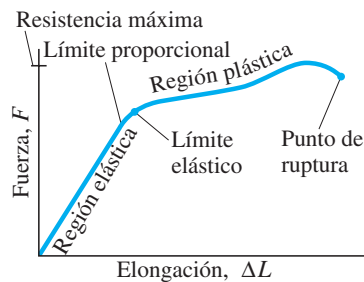 Resistencia máxima
Límite proporcional
Región plástica
Límite
elástico
Punto de
ruptura
Región elástica
Fuerza, F
Elongación, ΔL